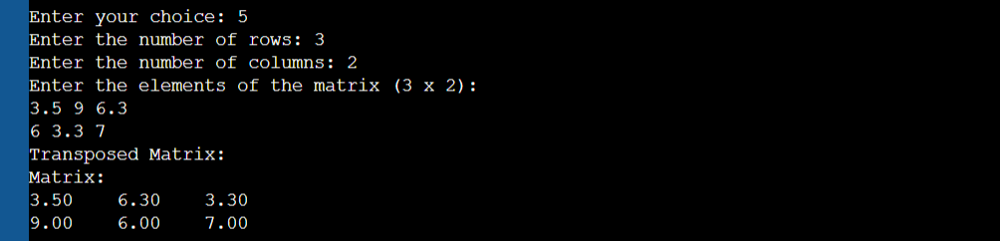 Enter your choice: 5
Enter the number of rows: 3
Enter the number of columns: 2
Enter the elements of the matrix (3 x 2):
3.5 9 6.3
6 3.3 7
Transposed Matrix:
Matrix:
3.50 6.30 3.30
9.00 6.00 7.00